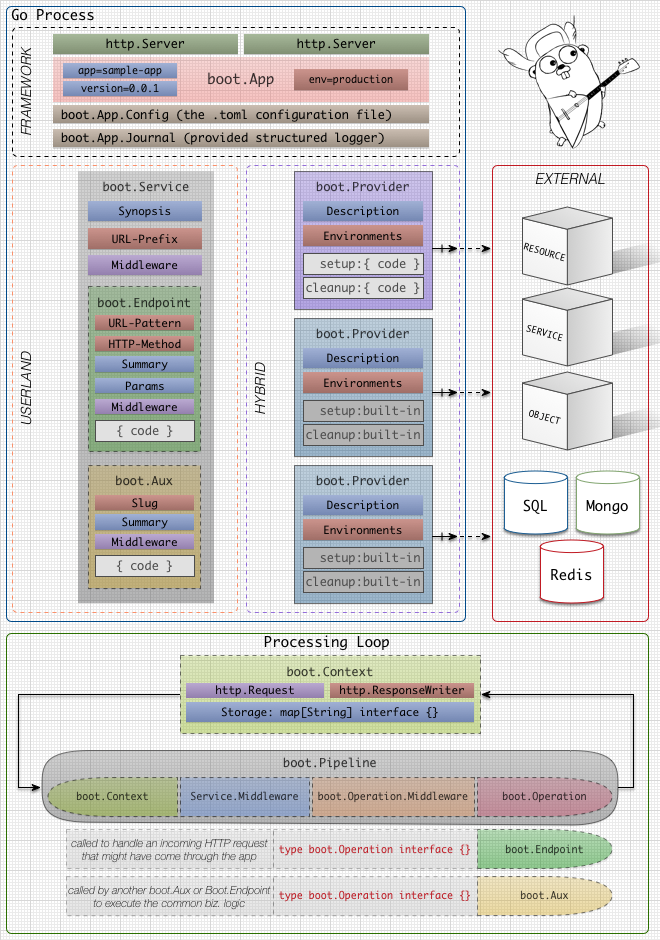 Go Process
FRAMEWORK
http.Server
http.Server
app=sample-app
version=0.0.1
boot.App
env=production
boot.App.Config (the .toml configuration file)
boot.App.Journal (provided structured logger)
USERLAND
boot.Service
Synopsis
URL-Prefix
Middleware
boot.Endpoint
URL-Pattern
HTTP-Method
Summary
Params
Middleware
{ code }
boot.Aux
Slug
Summary
Middleware
{ code }
HYBRID
boot.Provider
Description
Environments
setup:{ code }
cleanup:{ code }
boot.Provider
Description
Environments
setup:built-in
cleanup:built-in
boot.Provider
Description
Environments
setup:built-in
cleanup:built-in
EXTERNAL
RESOURCE
SERVICE
OBJECT
SQL
Mongo
Redis
Processing Loop
boot.Context
http.Request
http.ResponseWriter
Storage: map[String] interface {}
boot.Pipeline
boot.Context
Service.Middleware
boot.Operation.Middleware
boot.Operation
called to handle an incoming HTTP request
that might have come through the app
type boot.Operation interface {}
boot.Endpoint
called by another boot.Aux or Boot.Endpoint
to execute the common biz. logic
type boot.Operation interface {}
boot.Aux